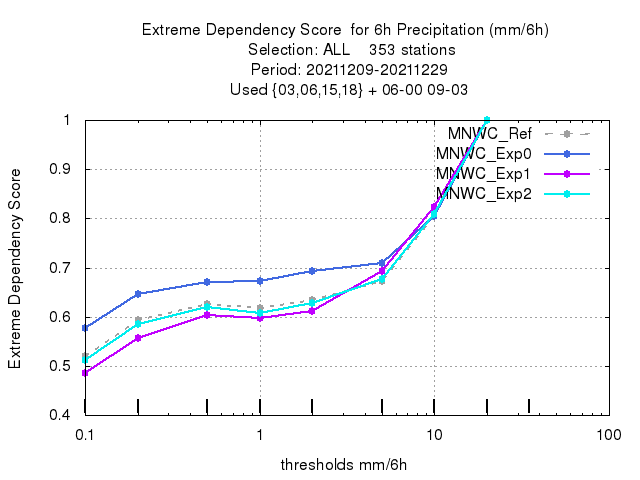 Extreme Dependency Score  for 6h Precipitation (mm/6h)
Selection: ALL    353 stations
Period: 20211209-20211229
Used {03,06,15,18} + 06-00 09-03
Extreme Dependency Score
1
0.9
0.8
0.7
0.6
0.5
0.4
MNWC_Ref
MNWC_Exp0
MNWC_Exp1
MNWC_Exp2
0.1 1 10 100
thresholds mm/6h